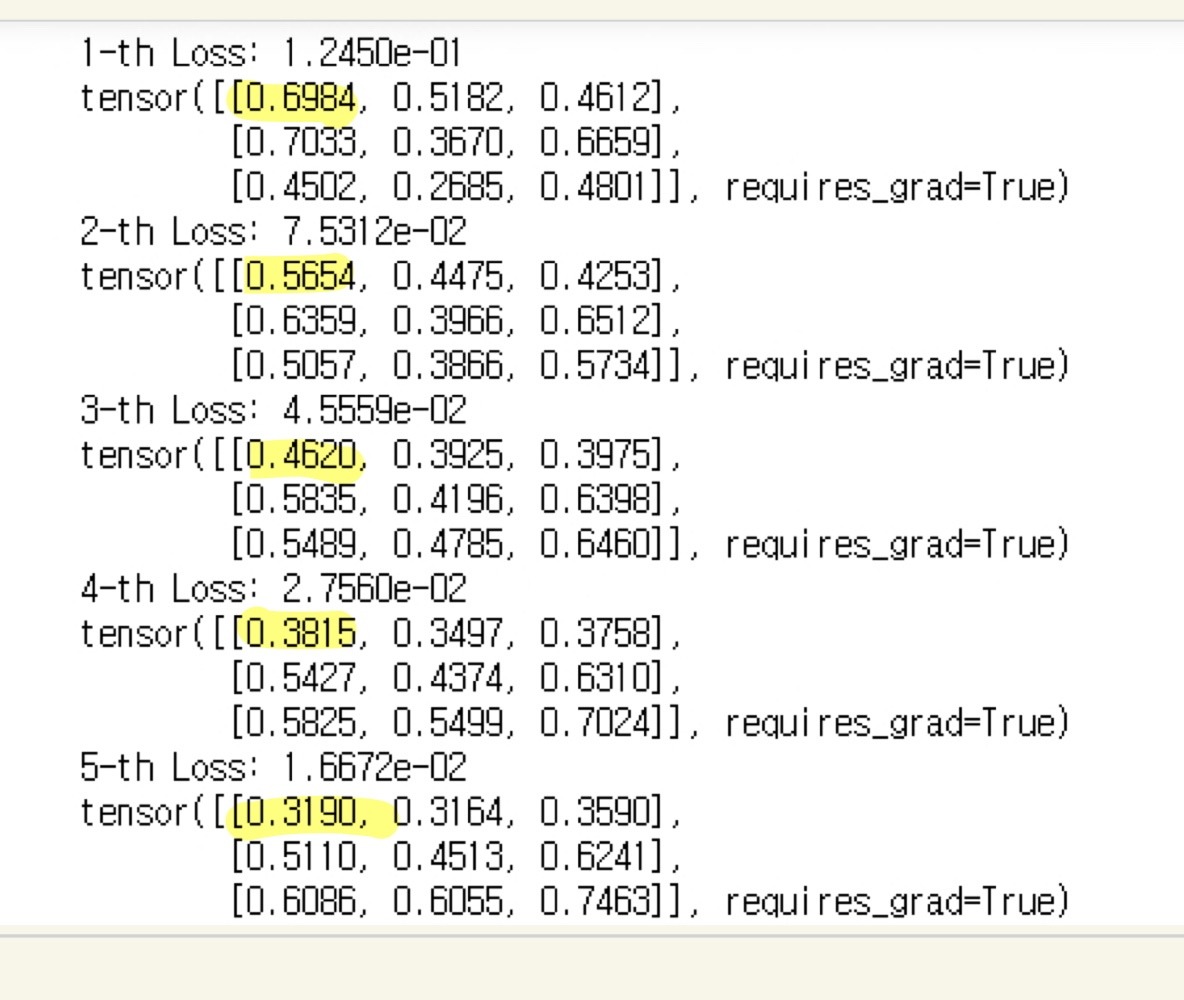 1-th Loss: 1.2450e-01
tensor([[0.6984, 0.5182, 0.4612],
[0.7033, 0.3670, 0.6659],
[0.4502, 0.2685, 0.4801]], requires_grad=True)
2-th Loss: 7.5312e-02
tensor([[0.5654, 0.4475, 0.4253],
[0.6359, 0.3966, 0.6512],
[0.5057, 0.3866, 0.5734]], requires_grad=True)
3-th Loss: 4.5559e-02
tensor([[0.4620, 0.3925, 0.3975],
[0.5835, 0.4196, 0.6398],
[0.5489, 0.4785, 0.6460]], requires_grad=True)
4-th Loss: 2.7560e-02
tensor([[0.3815, 0.3497, 0.3758],
[0.5427, 0.4374, 0.6310],
[0.5825, 0.5499, 0.7024]], requires_grad=True)
5-th Loss: 1.6672e-02
tensor([[0.3190, 0.3164, 0.3590],
[0.5110, 0.4513, 0.6241],
[0.6086, 0.6055, 0.7463]], requires_grad=True)